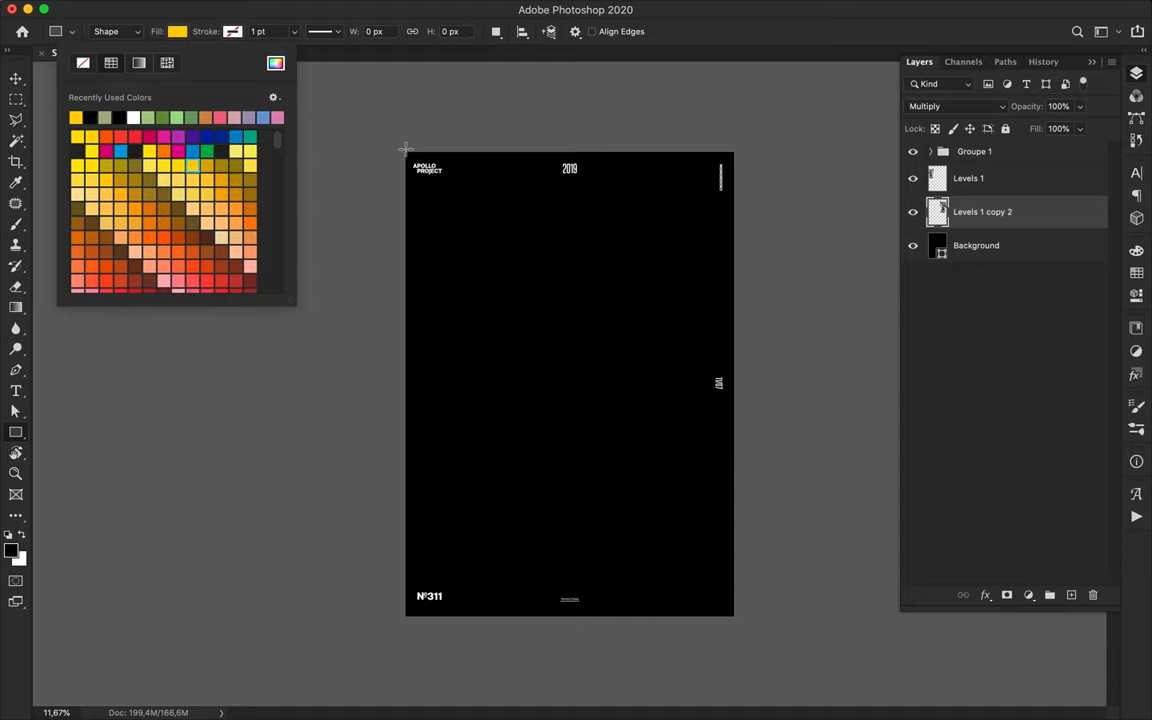 Adobe Photoshop 2020
Shape
Fill:
Stroke:
1 pt
W: 0 px
H: 0 px
Align Edges
Recently Used Colors
APOLLO
PROJECT
2019
11/07
Nº311
Layers
Channels
Paths
History
Kind
Multiply
Opacity: 100%
Lock:
Fill: 100%
Groupe 1
Levels 1
Levels 1 copy 2
Background
11,67%
Doc: 199,4M/166,6M